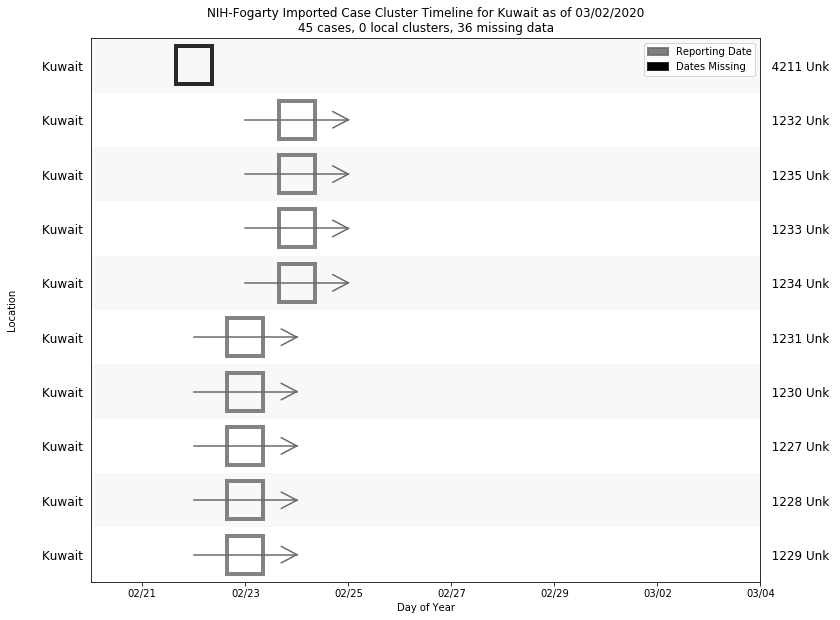 NIH-Fogarty Imported Case Cluster Timeline for Kuwait as of 03/02/2020
45 cases, 0 local clusters, 36 missing data
Reporting Date
Dates Missing
Kuwait 4211 Unk
Kuwait 1232 Unk
Kuwait 1235 Unk
Kuwait 1233 Unk
Kuwait 1234 Unk
Kuwait 1231 Unk
Kuwait 1230 Unk
Kuwait 1227 Unk
Kuwait 1228 Unk
Kuwait 1229 Unk
Location
02/21 02/23 02/25 02/27 02/29 03/02 03/04
Day of Year